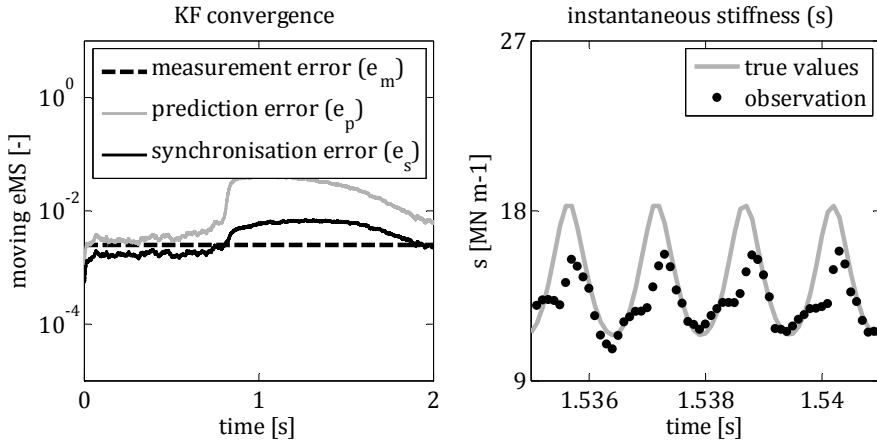 KF convergence
moving eMS [-]
10^0
10^-2
10^-4
measurement error (e_m)
prediction error (e_p)
synchronisation error (e_s)
0
1
2
time [s]
instantaneous stiffness (s)
s [MN m-1]
27
18
9
true values
observation
1.536
1.538
1.54
time [s]